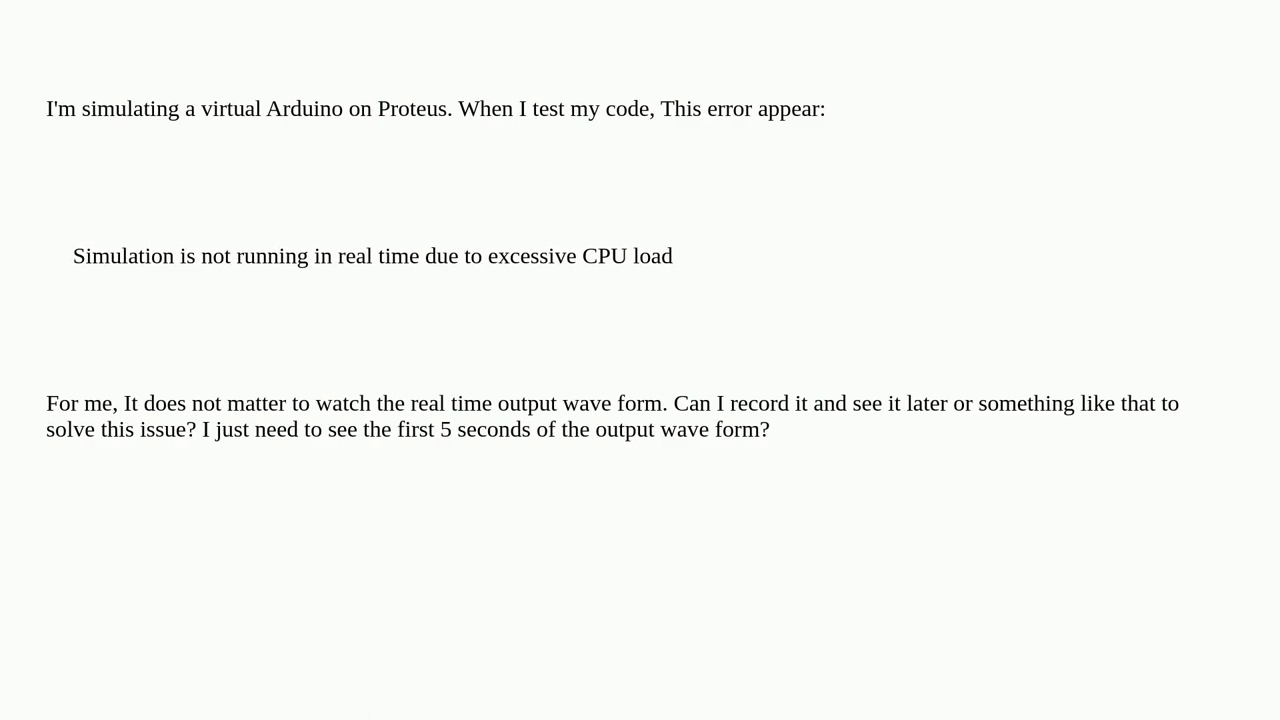 I'm simulating a virtual Arduino on Proteus. When I test my code, This error appear:
Simulation is not running in real time due to excessive CPU load
For me, It does not matter to watch the real time output wave form. Can I record it and see it later or something like that to
solve this issue? I just need to see the first 5 seconds of the output wave form?